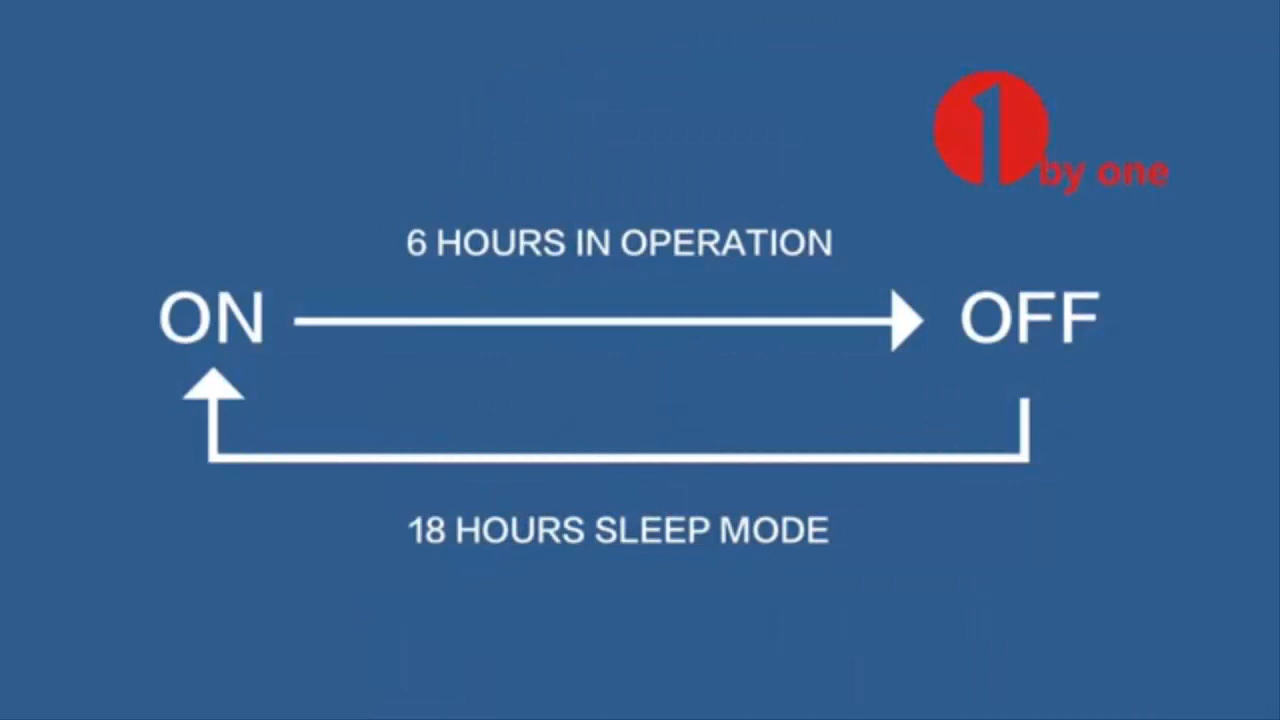 1
by one
6 HOURS IN OPERATION
ON
OFF
18 HOURS SLEEP MODE